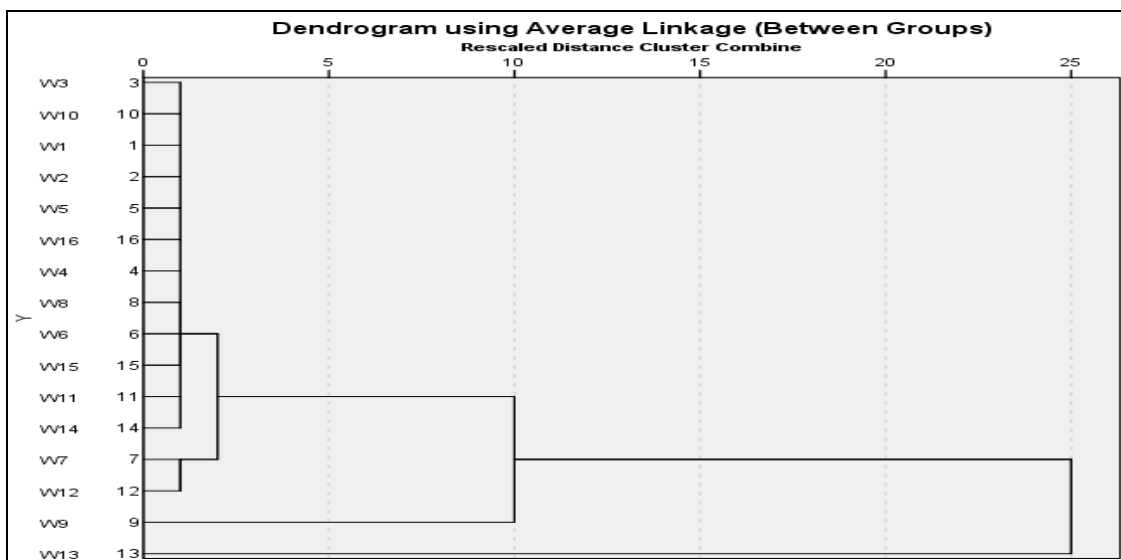 Dendrogram using Average Linkage (Between Groups)
Rescaled Distance Cluster Combine
0 5 10 15 20 25
W3 3
W10 10
W1 1
W2 2
W5 5
W16 16
W4 4
W8 8
Y
W6 6
W15 15
W11 11
W14 14
W7 7
W12 12
W9 9
W13 13